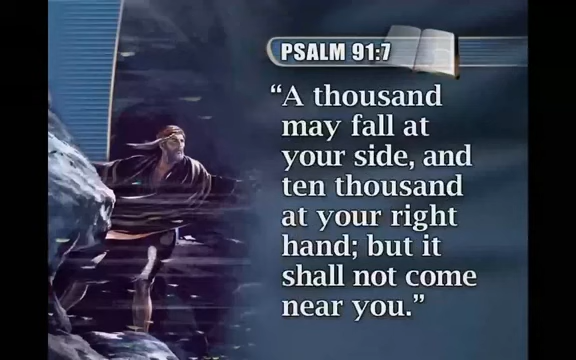 PSALM 91:7
“A thousand
may fall at
your side, and
ten thousand
at your right
hand; but it
shall not come
near you.”